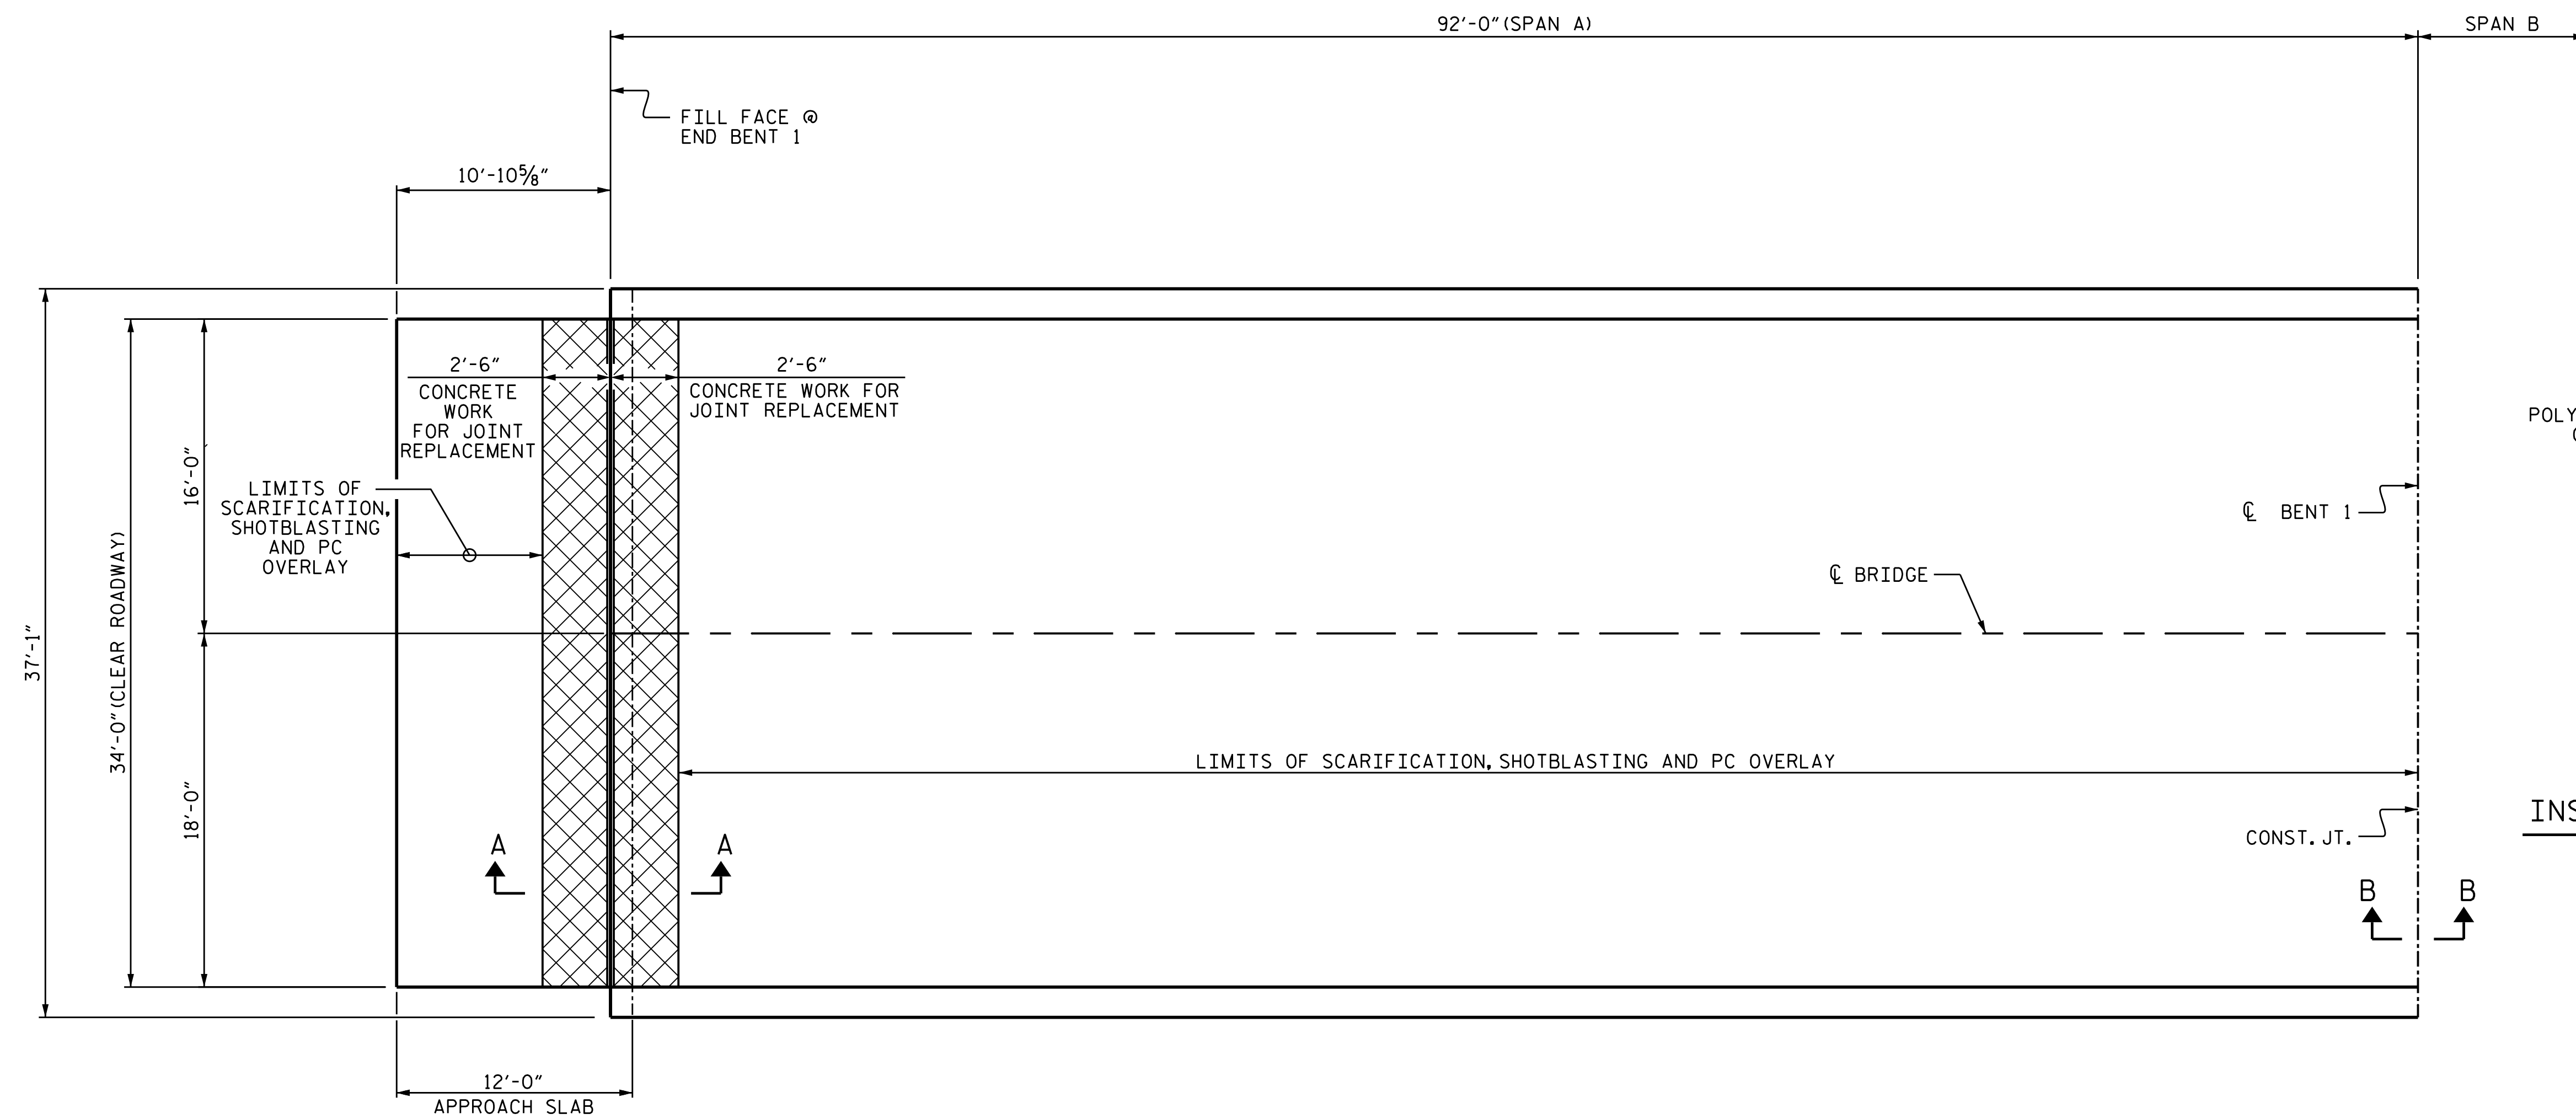 92'-0" (SPAN A)
SPAN B
FILL FACE @
END BENT 1
10'-10⅝"
2'-6"
CONCRETE
WORK
FOR JOINT
REPLACEMENT
2'-6"
CONCRETE WORK FOR
JOINT REPLACEMENT
LIMITS OF
SCARIFICATION,
SHOTBLASTING
AND PC
OVERLAY
16'-0"
18'-0"
34'-0" (CLEAR ROADWAY)
37'-1"
POLY
℄ BENT 1
℄ BRIDGE
LIMITS OF SCARIFICATION, SHOTBLASTING AND PC OVERLAY
CONST. JT.
INS
A
A
B
B
12'-0"
APPROACH SLAB